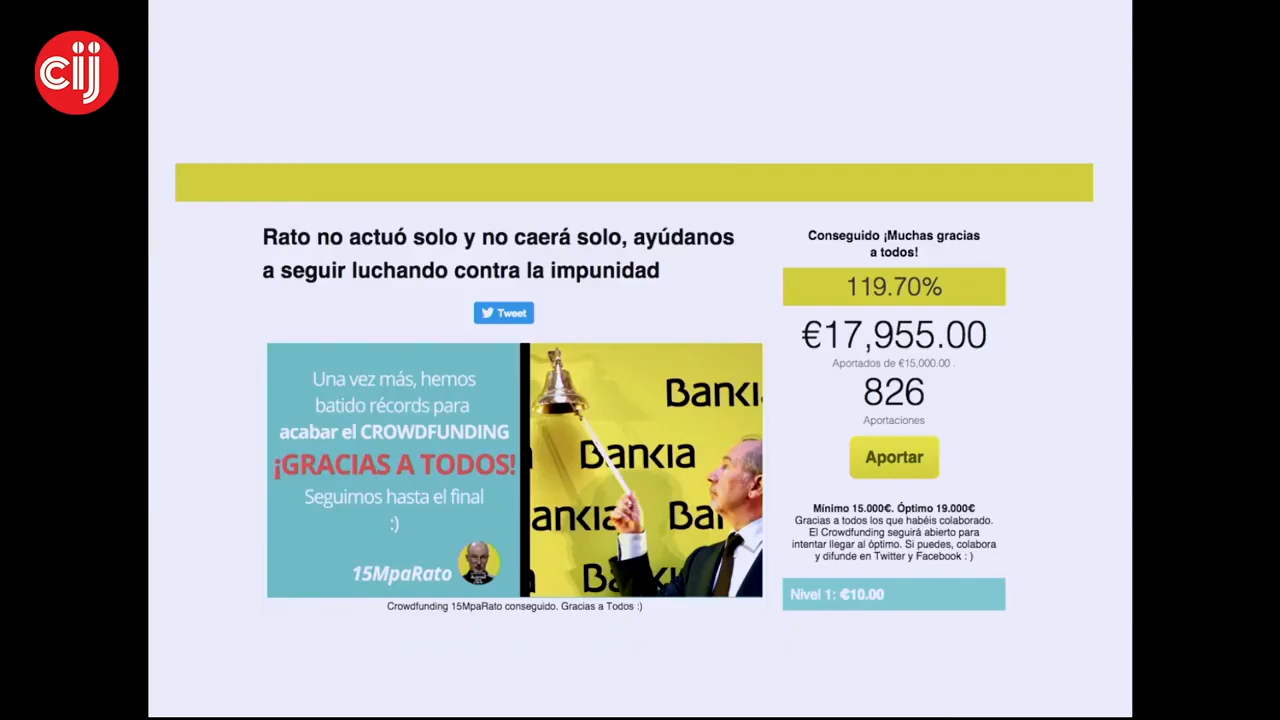 cij
Rato no actuó solo y no caerá solo, ayúdanos
a seguir luchando contra la impunidad
Tweet
Una vez más, hemos
batido récords para
acabar el CROWDFUNDING
¡GRACIAS A TODOS!
Seguimos hasta el final
:)
15MpaRato
Bankia
Bankia
ankia
Ban
Ba
Crowdfunding 15MpaRato conseguido. Gracias a Todos :)
Conseguido ¡Muchas gracias
a todos!
119.70%
€17,955.00
Aportados de €15,000.00 .
826
Aportaciones
Aportar
Mínimo 15.000€. Óptimo 19.000€
Gracias a todos los que habéis colaborado.
El Crowdfunding seguirá abierto para
intentar llegar al óptimo. Si puedes, colabora
y difunde en Twitter y Facebook : )
Nivel 1: €10.00